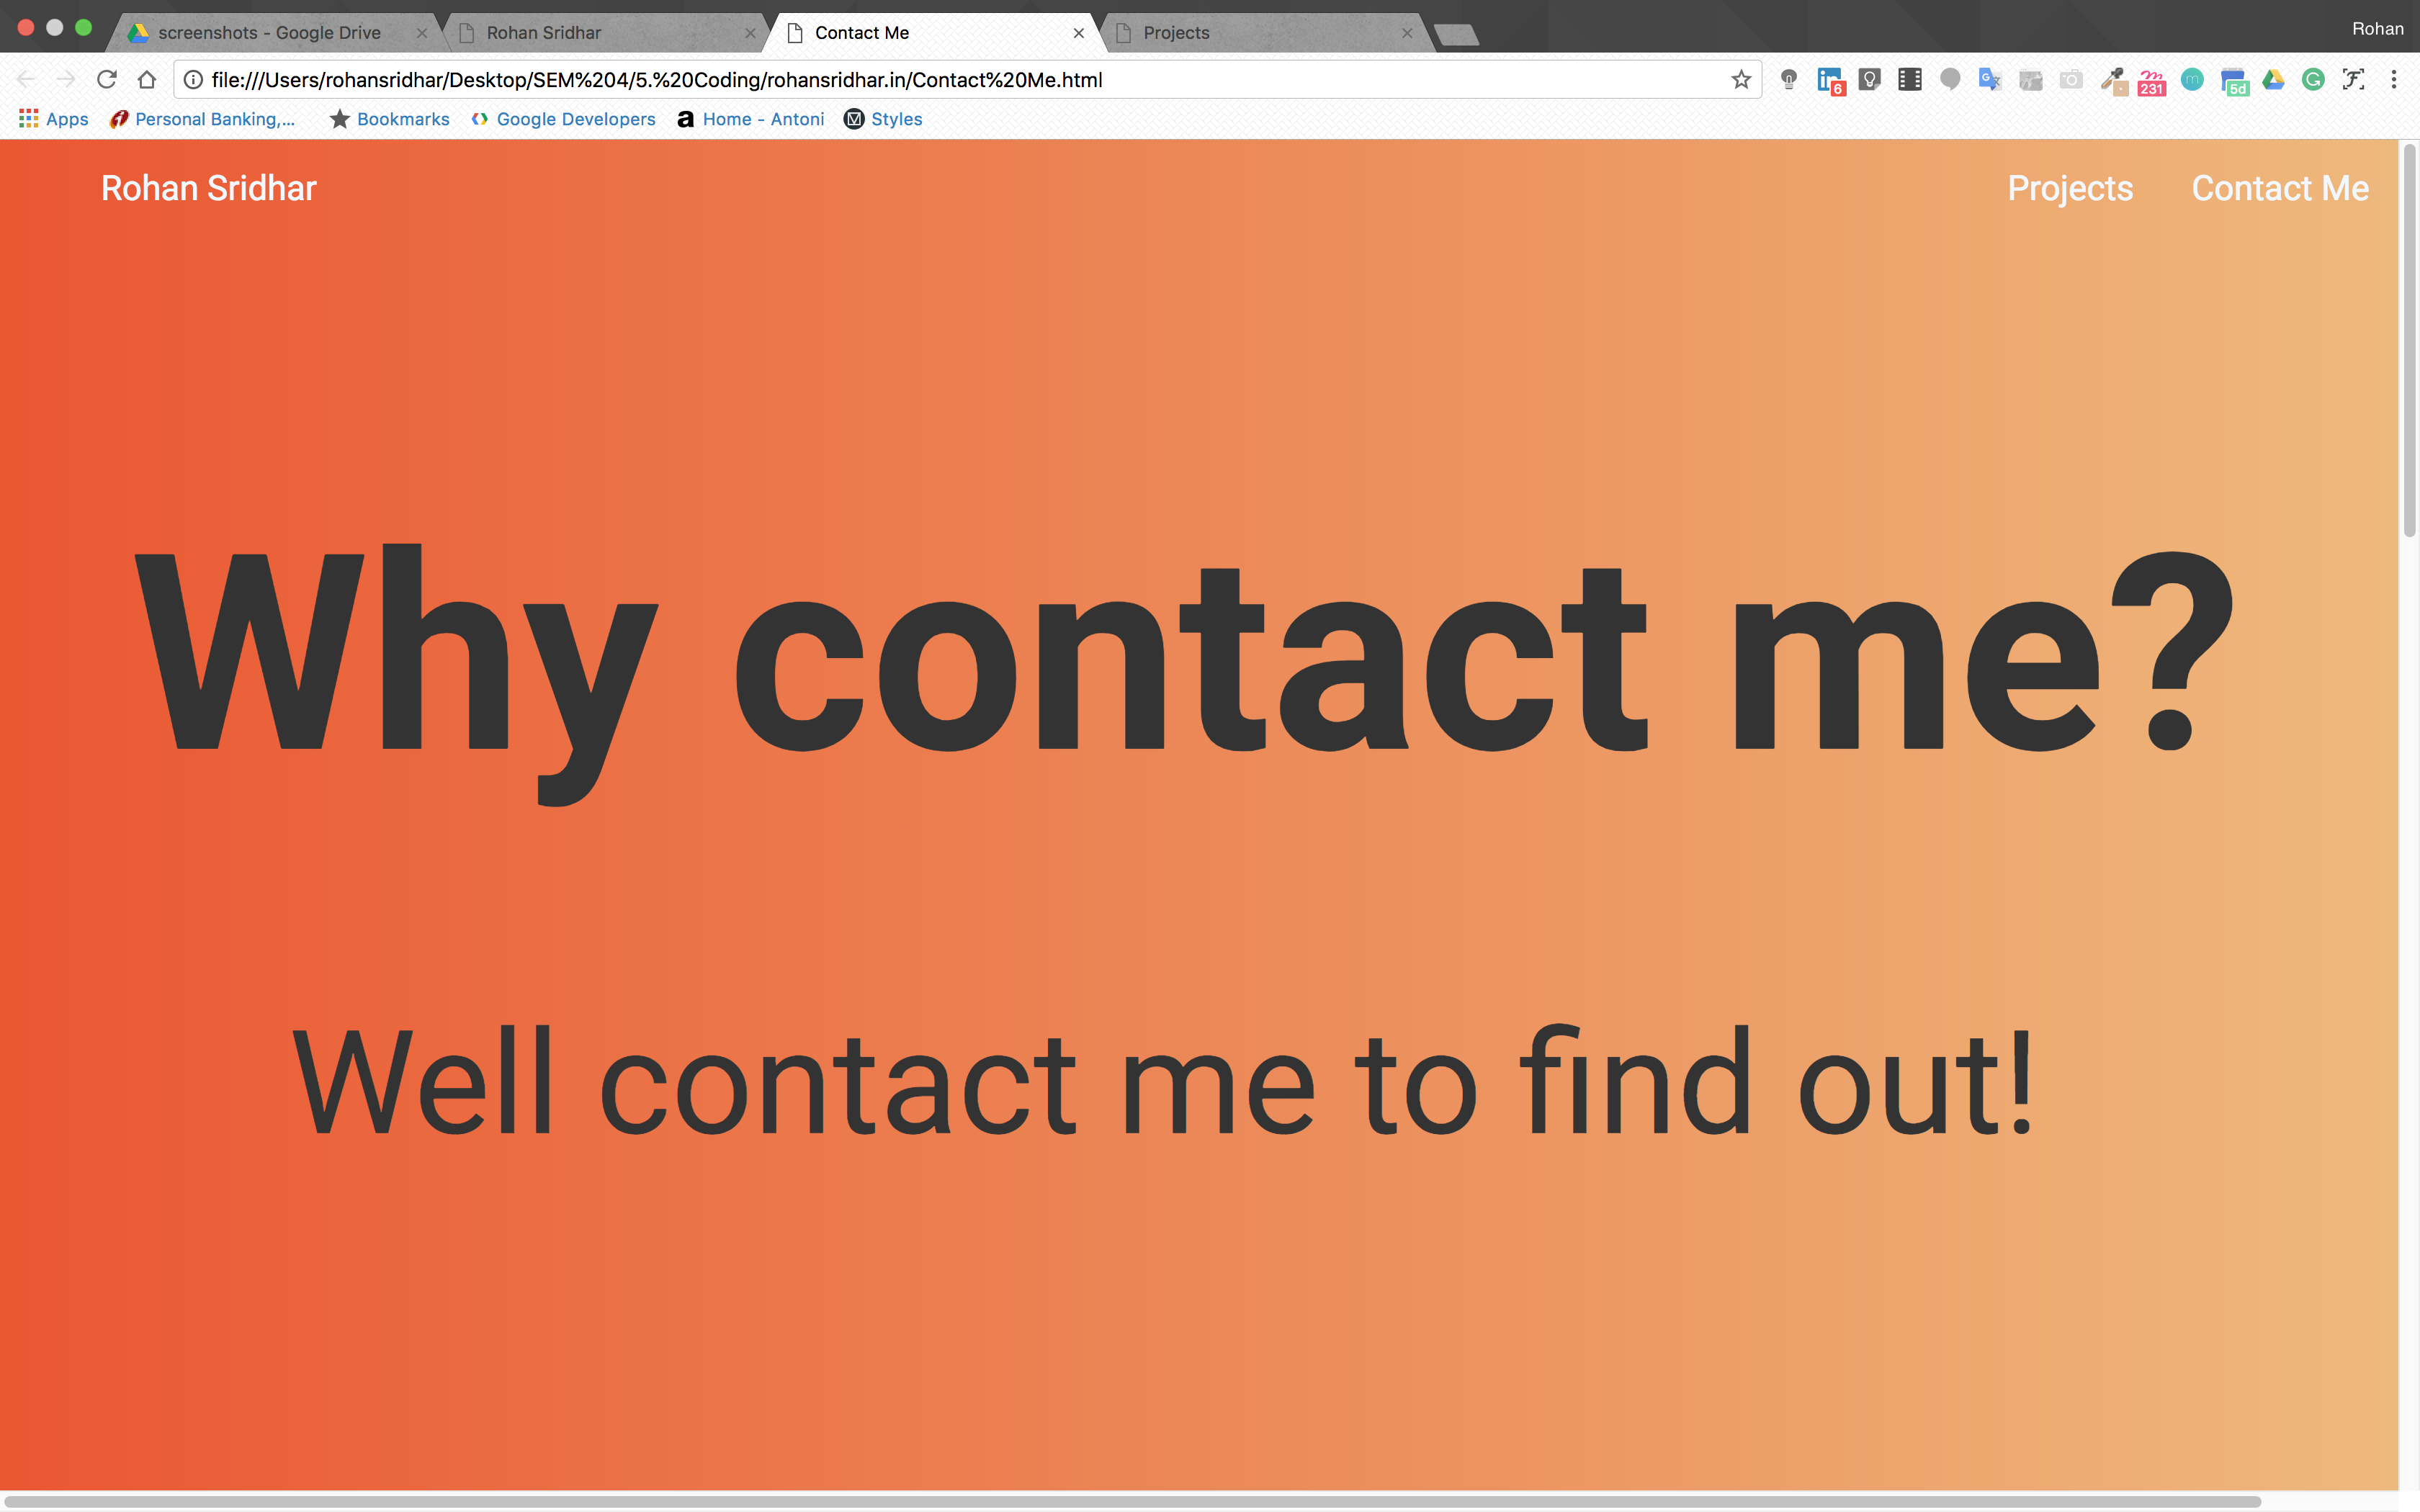 screenshots - Google Drive
Rohan Sridhar
Contact Me
Projects
Rohan
file:///Users/rohansridhar/Desktop/SEM%204/5.%20Coding/rohansridhar.in/Contact%20Me.html
6
231
5d
Apps
Personal Banking,...
Bookmarks
Google Developers
Home - Antoni
Styles
Rohan Sridhar
Projects
Contact Me
Why contact me?
Well contact me to find out!